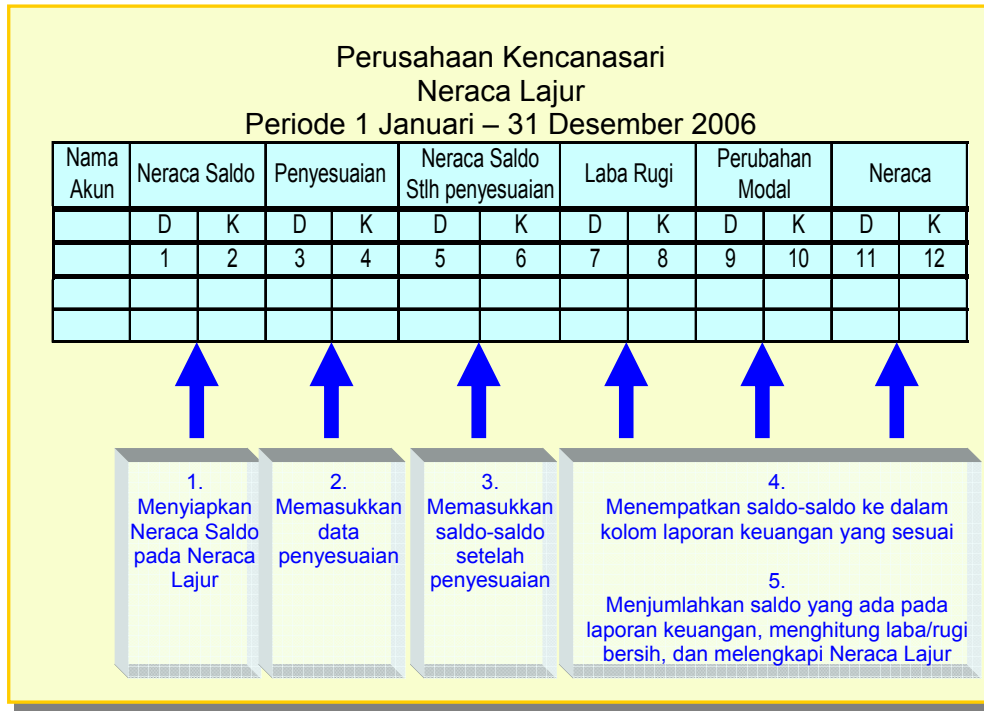 Perusahaan Kencanasari
Neraca Lajur
Periode 1 Januari – 31 Desember 2006
Nama Akun Neraca Saldo Penyesuaian Neraca Saldo Stlh penyesuaian Laba Rugi Perubahan Modal Neraca
D K D K D K D K D K D K
1 2 3 4 5 6 7 8 9 10 11 12
1.
Menyiapkan
Neraca Saldo
pada Neraca
Lajur
2.
Memasukkan
data
penyesuaian
3.
Memasukkan
saldo-saldo
setelah
penyesuaian
4.
Menempatkan saldo-saldo ke dalam
kolom laporan keuangan yang sesuai
5.
Menjumlahkan saldo yang ada pada
laporan keuangan, menghitung laba/rugi
bersih, dan melengkapi Neraca Lajur